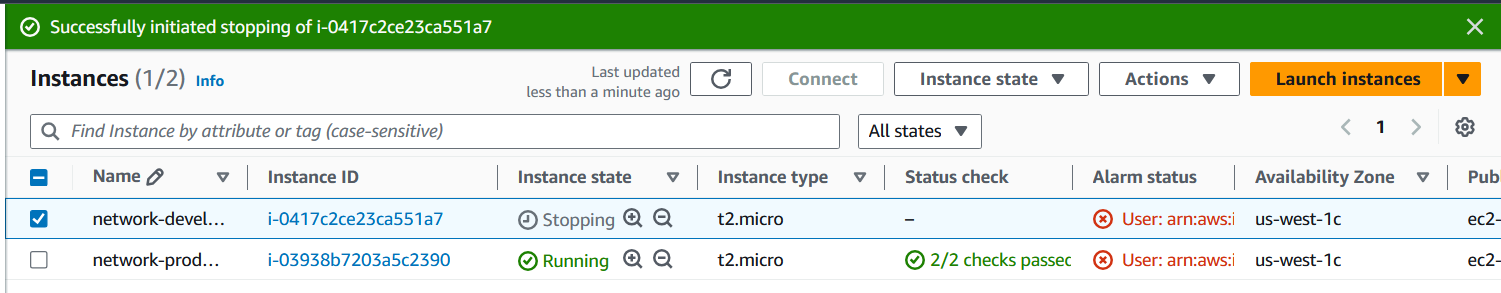 Successfully initiated stopping of i-0417c2ce23ca551a7
Instances (1/2) Info
Last updated
less than a minute ago
Connect
Instance state
Actions
Launch instances
Find Instance by attribute or tag (case-sensitive)
All states
1
Name Instance ID Instance state Instance type Status check Alarm status Availability Zone Publ
network-devel... i-0417c2ce23ca551a7 Stopping t2.micro – User: arn:aws:i us-west-1c ec2-
network-prod... i-03938b7203a5c2390 Running t2.micro 2/2 checks passed User: arn:aws:i us-west-1c ec2-